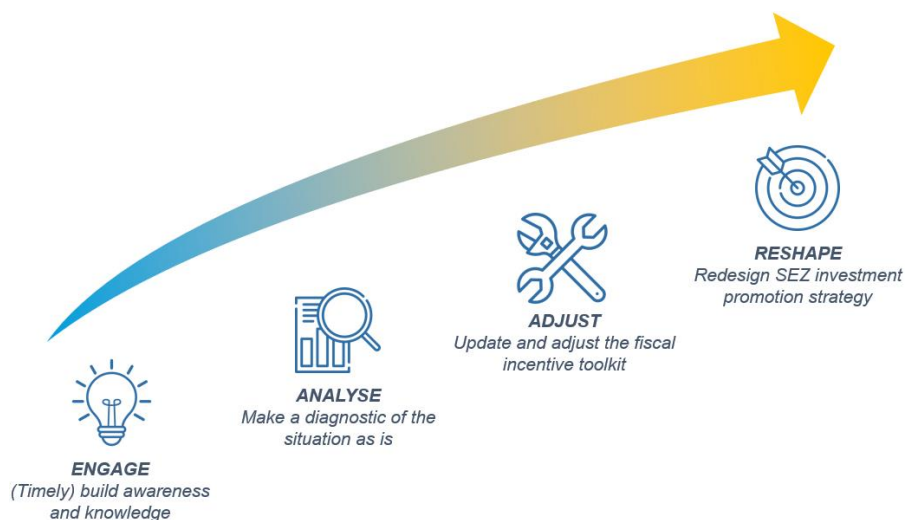 ENGAGE
(Timely) build awareness
and knowledge
ANALYSE
Make a diagnostic of the
situation as is
ADJUST
Update and adjust the fiscal
incentive toolkit
RESHAPE
Redesign SEZ investment
promotion strategy